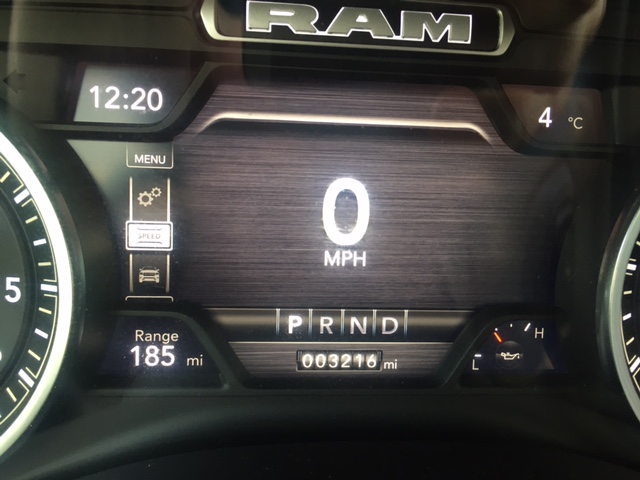 RAM
12:20
4 °C
MENU
SPEED
0
MPH
5
P R N D
Range
185 mi
003216 mi
H
L